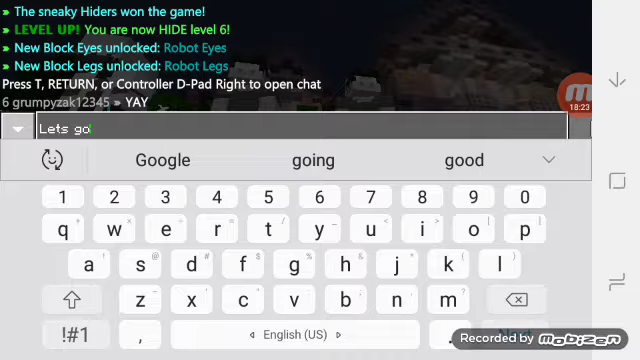 » The sneaky Hiders won the game!
» LEVEL UP! You are now HIDE level 6!
» New Block Eyes unlocked: Robot Eyes
» New Block Legs unlocked: Robot Legs
Press T, RETURN, or Controller D-Pad Right to open chat
6 grumpyzak12345 » YAY
18:23
Lets go
Google going good
1 2 3 4 5 6 7 8 9 0
q w e r t y u i o p
a s d f g h j k l
z x c v b n m
!#1 , English (US) . Next
Recorded by Mobizen